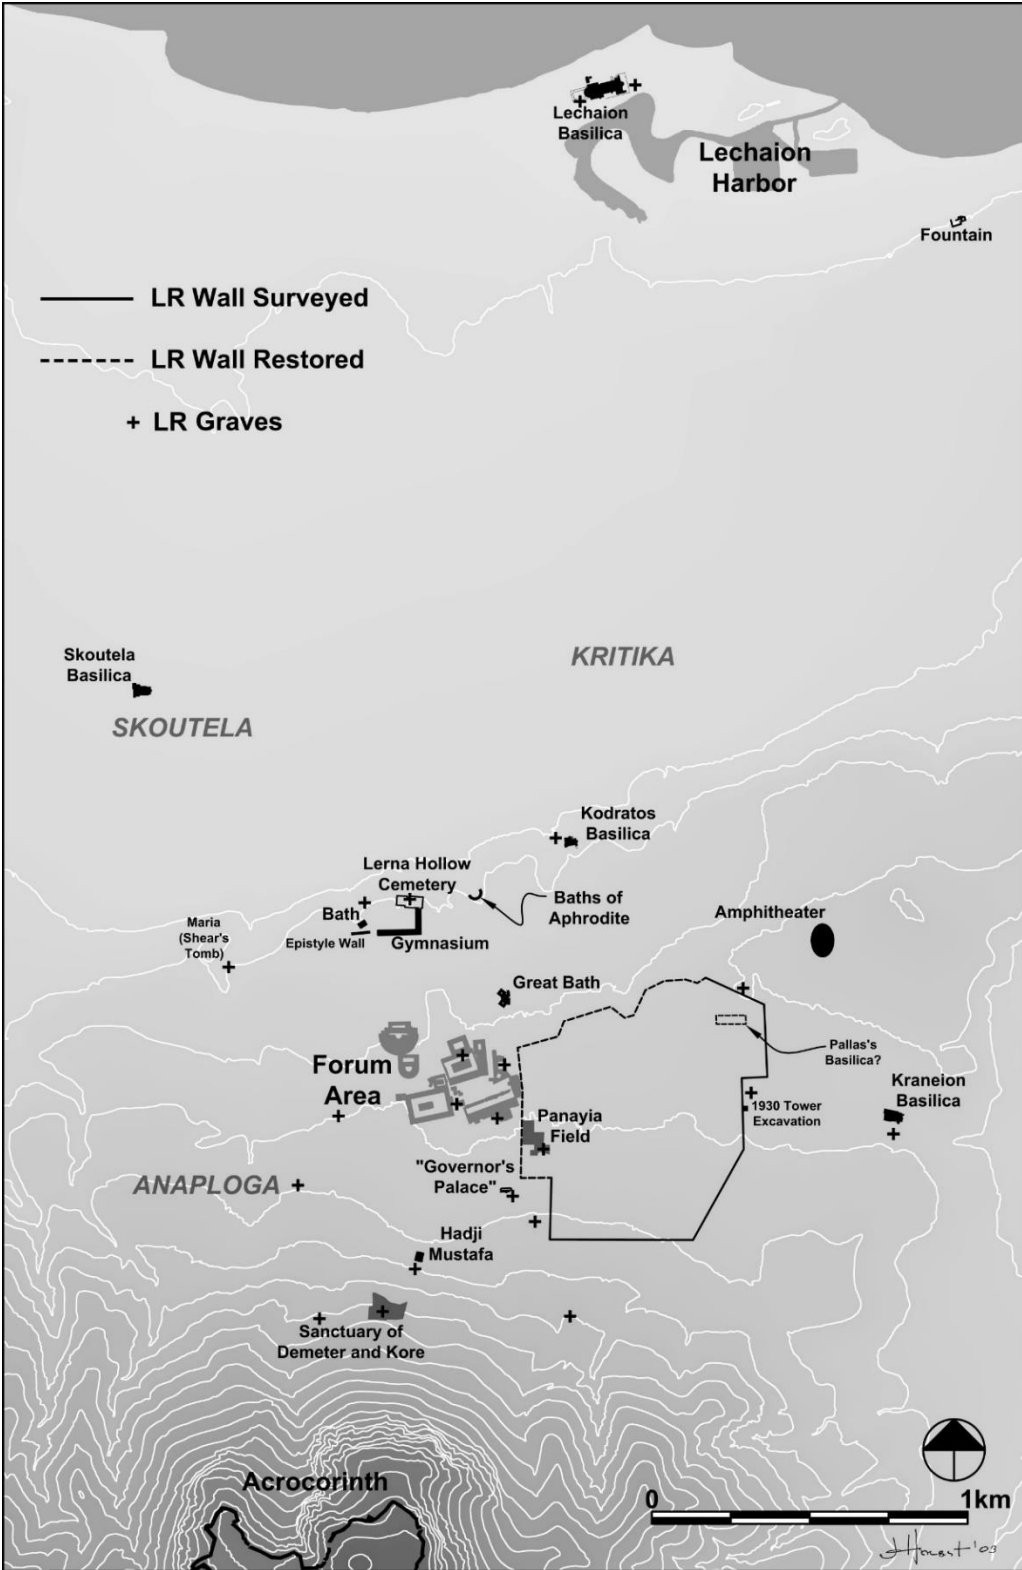 Lechaion
Basilica
Lechaion
Harbor
Fountain
LR Wall Surveyed
LR Wall Restored
LR Graves
KRITIKA
Skoutela
Basilica
SKOUTELA
Kodratos
Basilica
Lerna Hollow
Cemetery
Baths of
Aphrodite
Bath
Epistyle Wall
Gymnasium
Amphitheater
Maria
(Shear's
Tomb)
Great Bath
Forum
Area
Pallas's
Basilica?
Kraneion
Basilica
1930 Tower
Excavation
Panayia
Field
"Governor's
Palace"
ANAPLOGA
Hadji
Mustafa
Sanctuary of
Demeter and Kore
Acrocorinth
0 1km